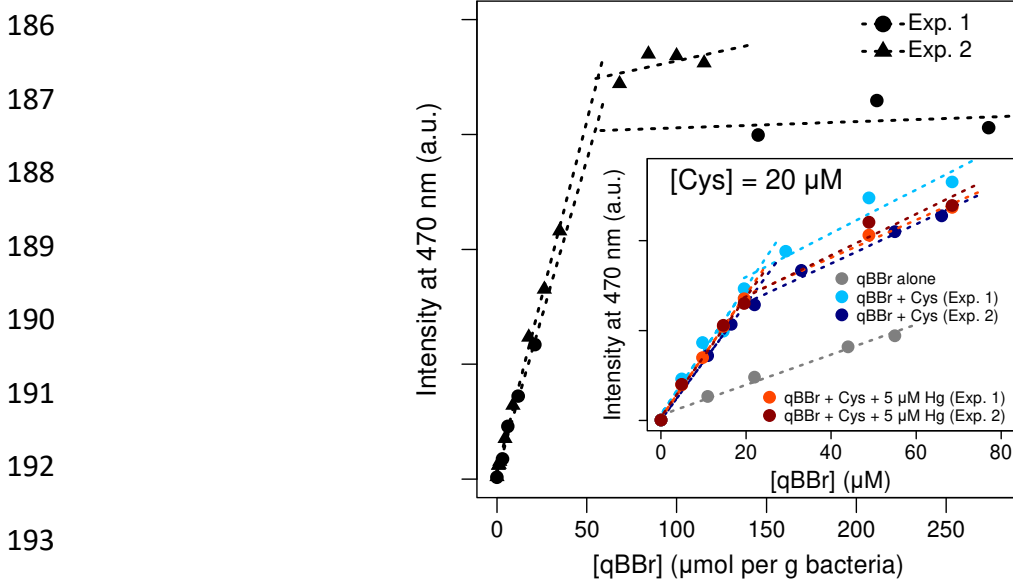 186
187
188
189
190
191
192
193
Intensity at 470 nm (a.u.)
Exp. 1
Exp. 2
[Cys] = 20 µM
Intensity at 470 nm (a.u.)
qBBr alone
qBBr + Cys (Exp. 1)
qBBr + Cys (Exp. 2)
qBBr + Cys + 5 µM Hg (Exp. 1)
qBBr + Cys + 5 µM Hg (Exp. 2)
0 20 40 60 80
[qBBr] (µM)
0 50 100 150 200 250
[qBBr] (µmol per g bacteria)